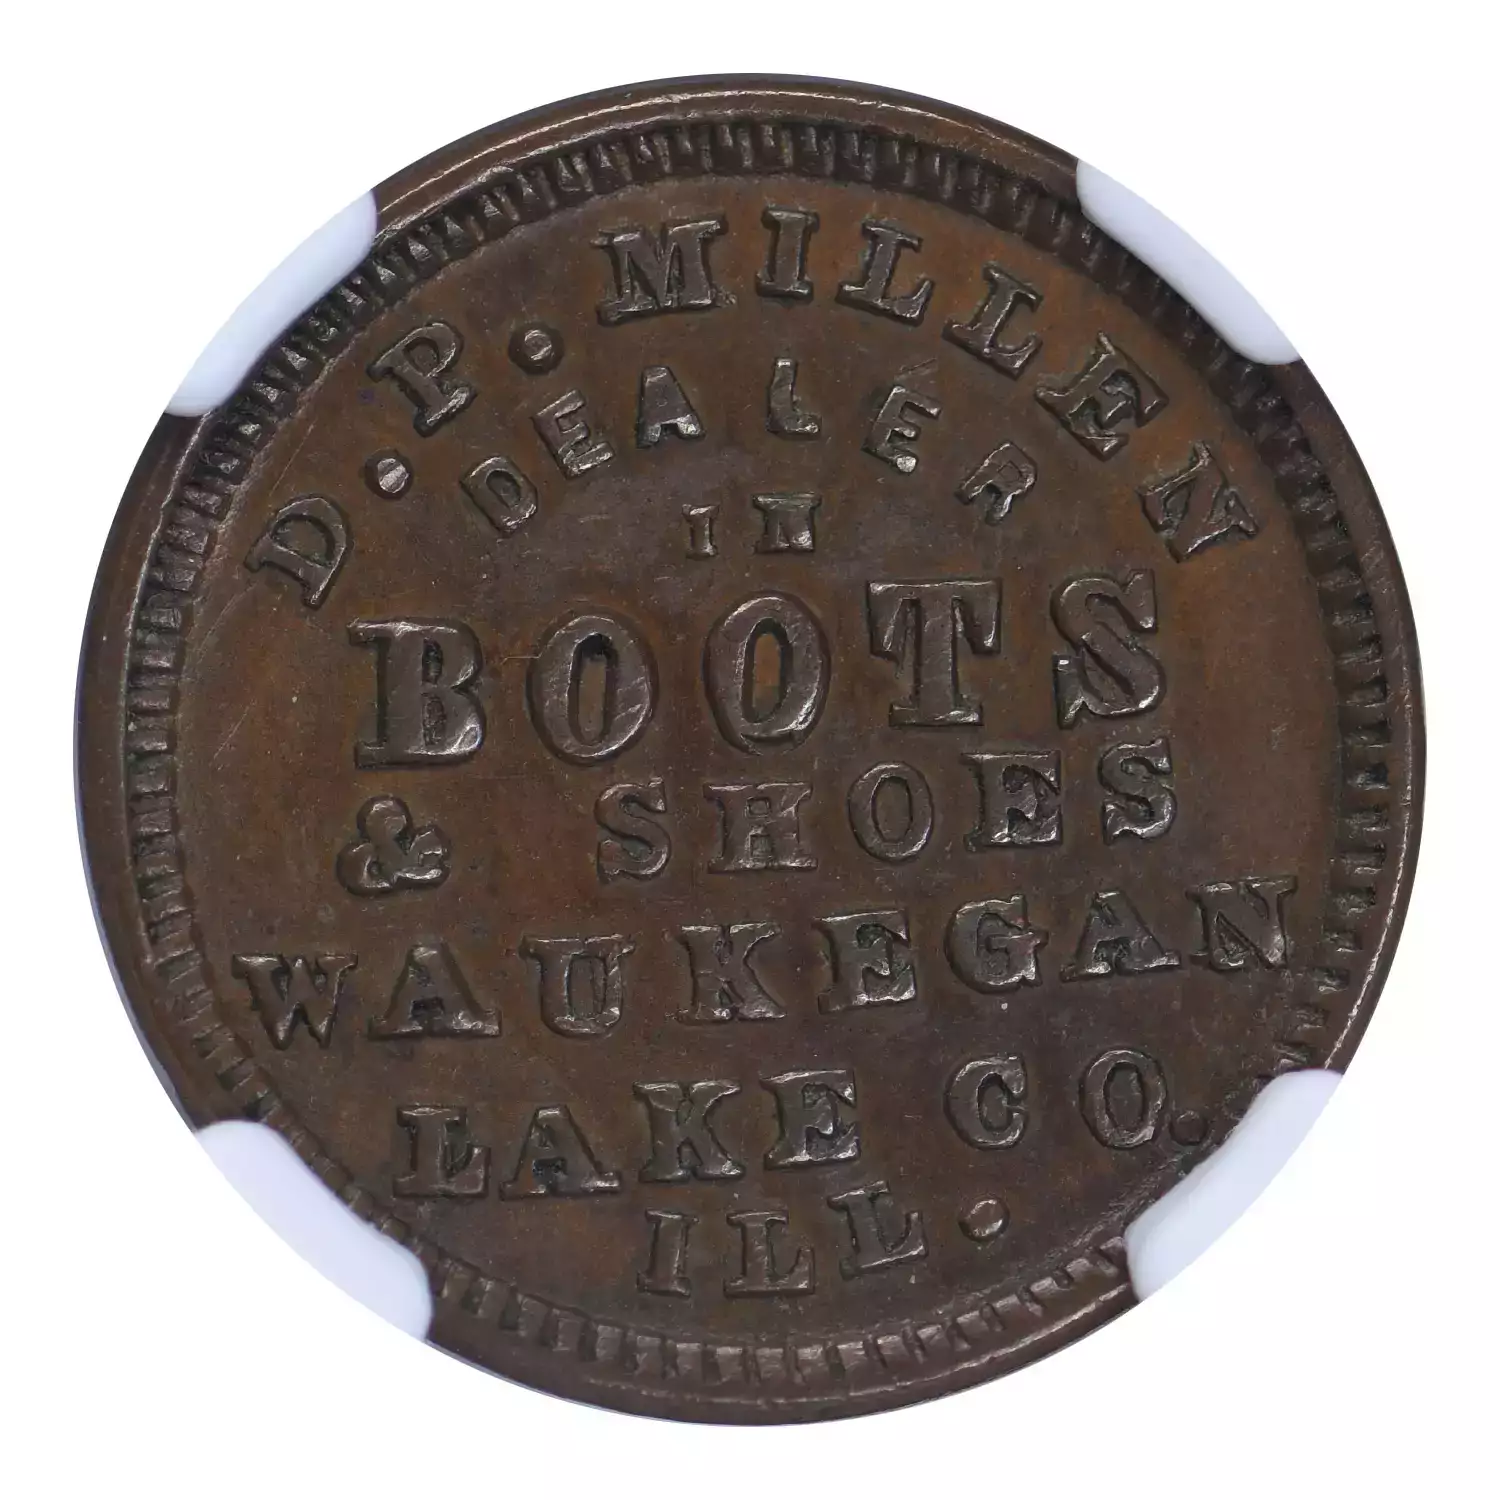 D. P. MILLEN
DEALER
IN
BOOTS
& SHOES
WAUKEGAN
LAKE CO.
ILL.